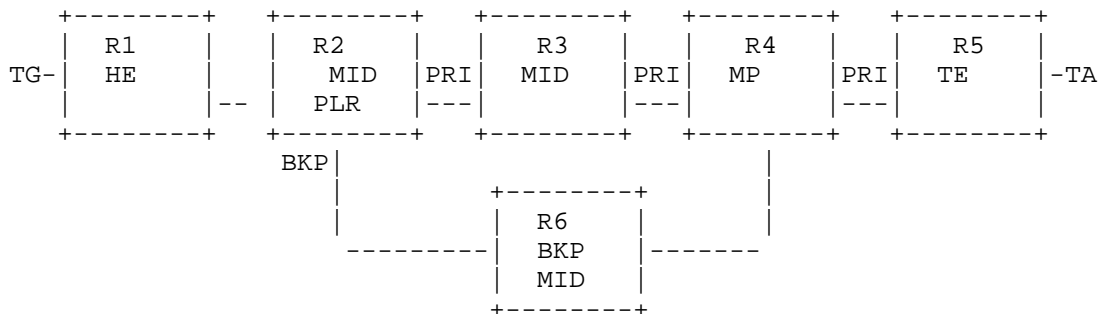 R1 R2 R3 R4 R5
TG- HE MID PRI MID PRI MP PRI TE -TA
PLR
BKP
R6
BKP
MID